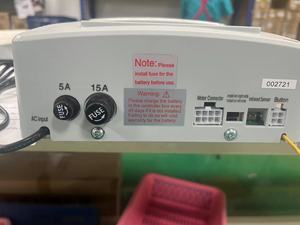 Note: Please
install fuse for the
battery before use.
002721
5A
15A
FUSE
FUSE
AC input
Warning:
Please change the battery
in the controller box every
90 days if it is not installed.
Failing to do so will void
warranty for the battery.
Motor Connector
Infrared Sensor
Button